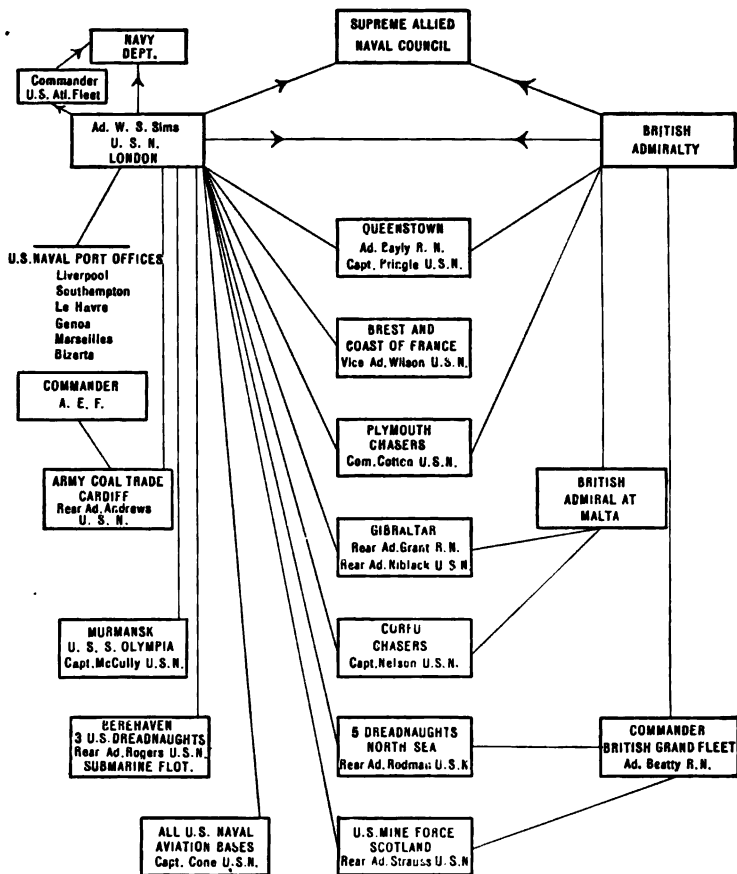 NAVY
DEPT.
SUPREME ALLIED
NAVAL COUNCIL
Commander
U.S. Atl. Fleet
Ad. W. S. Sims
U. S. N.
LONDON
BRITISH
ADMIRALTY
U.S. NAVAL PORT OFFICES
Liverpool
Southampton
Le Havre
Genoa
Marseilles
Bizerta
QUEENSTOWN
Ad. Bayly R. N.
Capt. Pringle U.S.N.
BREST AND
COAST OF FRANCE
Vice Ad. Wilson U.S.N.
COMMANDER
A. E. F.
PLYMOUTH
CHASERS
Com. Cotten U.S.N.
ARMY COAL TRADE
CARDIFF
Rear Ad. Andrews
U. S. N.
BRITISH
ADMIRAL AT
MALTA
GIBRALTAR
Rear Ad. Grant R.N.
Rear Ad. Niblack U S N.
MURMANSK
U. S. S. OLYMPIA
Capt. McCully U.S.N.
CORFU
CHASERS
Capt. Nelson U.S.N.
BEREHAVEN
3 U.S. DREADNAUGHTS
Rear Ad. Rogers U.S.N.
SUBMARINE FLOT.
5 DREADNAUGHTS
NORTH SEA
Rear Ad. Rodman U.S.N
COMMANDER
BRITISH GRAND FLEET
Ad. Beatty R.N.
ALL U.S. NAVAL
AVIATION BASES
Capt. Cone U.S.N.
U.S. MINE FORCE
SCOTLAND
Rear Ad. Strauss U.S.N